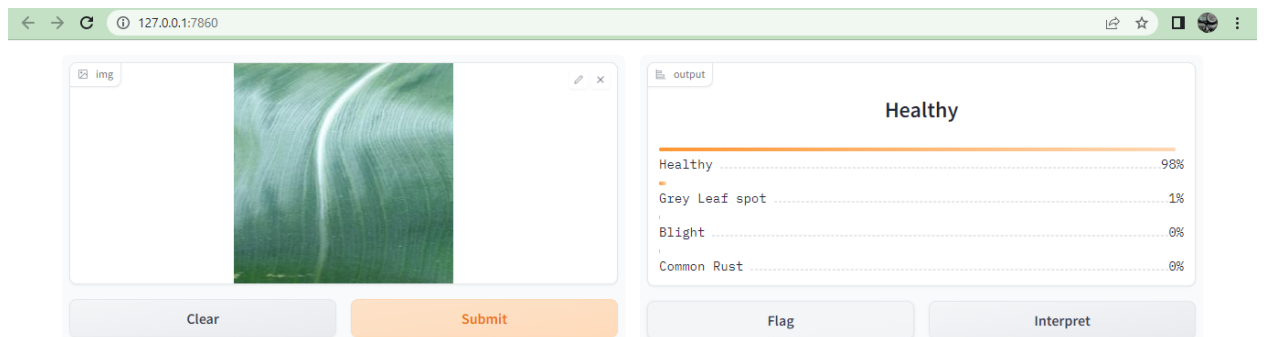 127.0.0.1:7860
img
output
Healthy
Healthy 98%
Grey Leaf spot 1%
Blight 0%
Common Rust 0%
Clear
Submit
Flag
Interpret